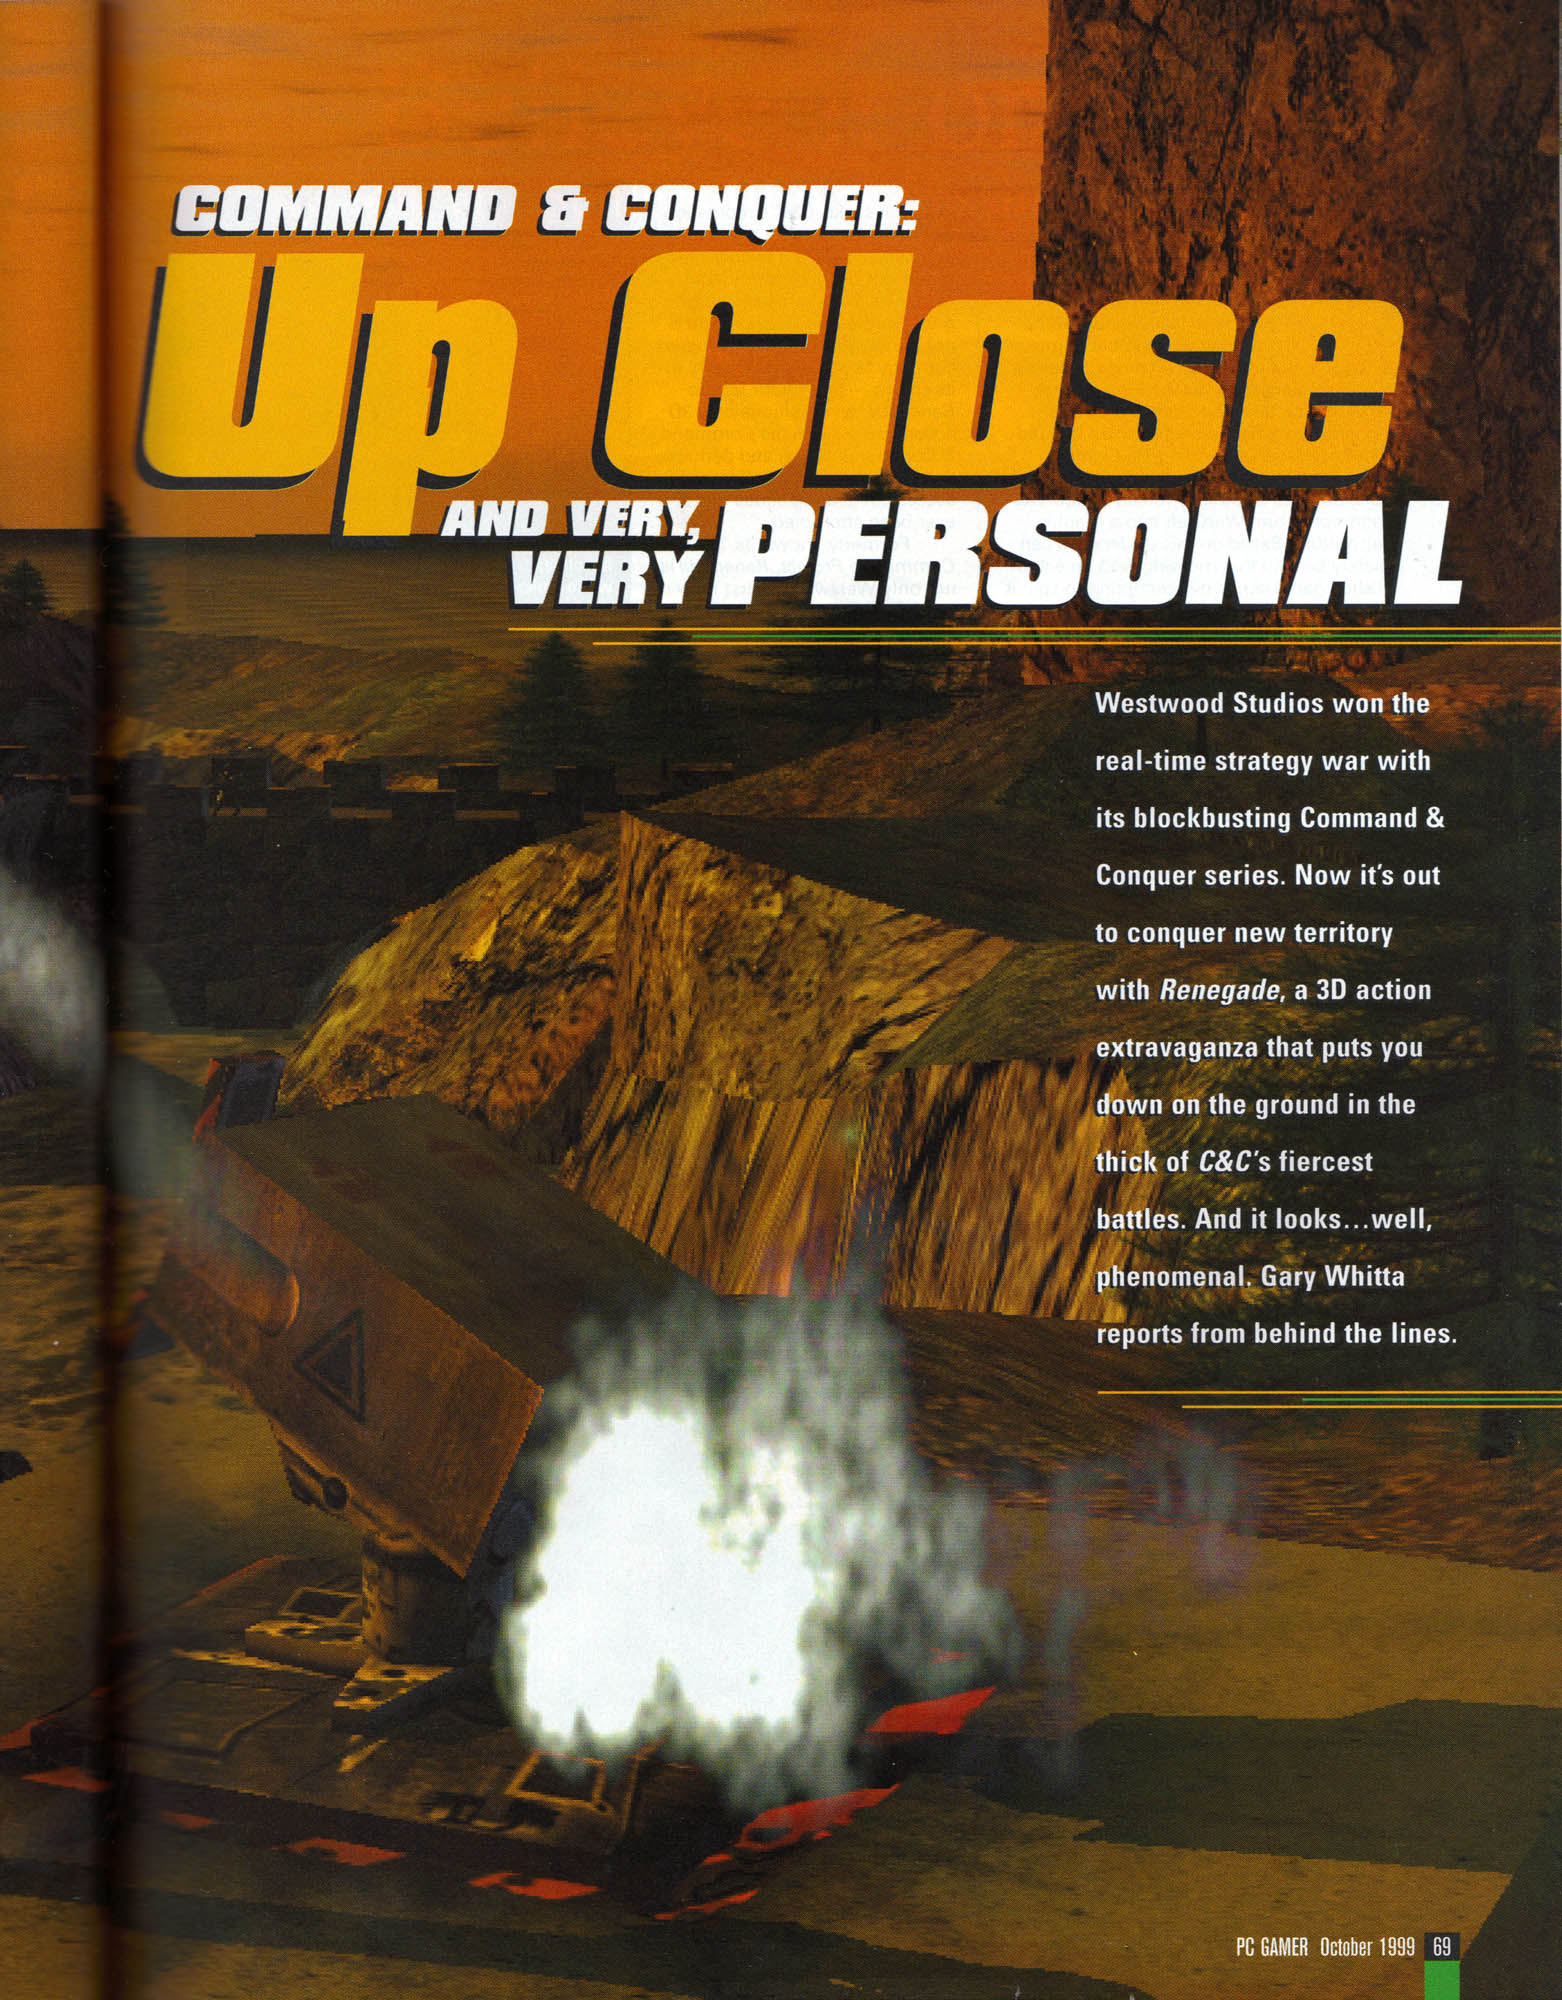 COMMAND & CONQUER:
Up Close
AND VERY,
VERY PERSONAL
Westwood Studios won the
real-time strategy war with
its blockbusting Command &
Conquer series. Now it's out
to conquer new territory
with Renegade, a 3D action
extravaganza that puts you
down on the ground in the
thick of C&C's fiercest
battles. And it looks...well,
phenomenal. Gary Whitta
reports from behind the lines.
PC GAMER October 1999 69